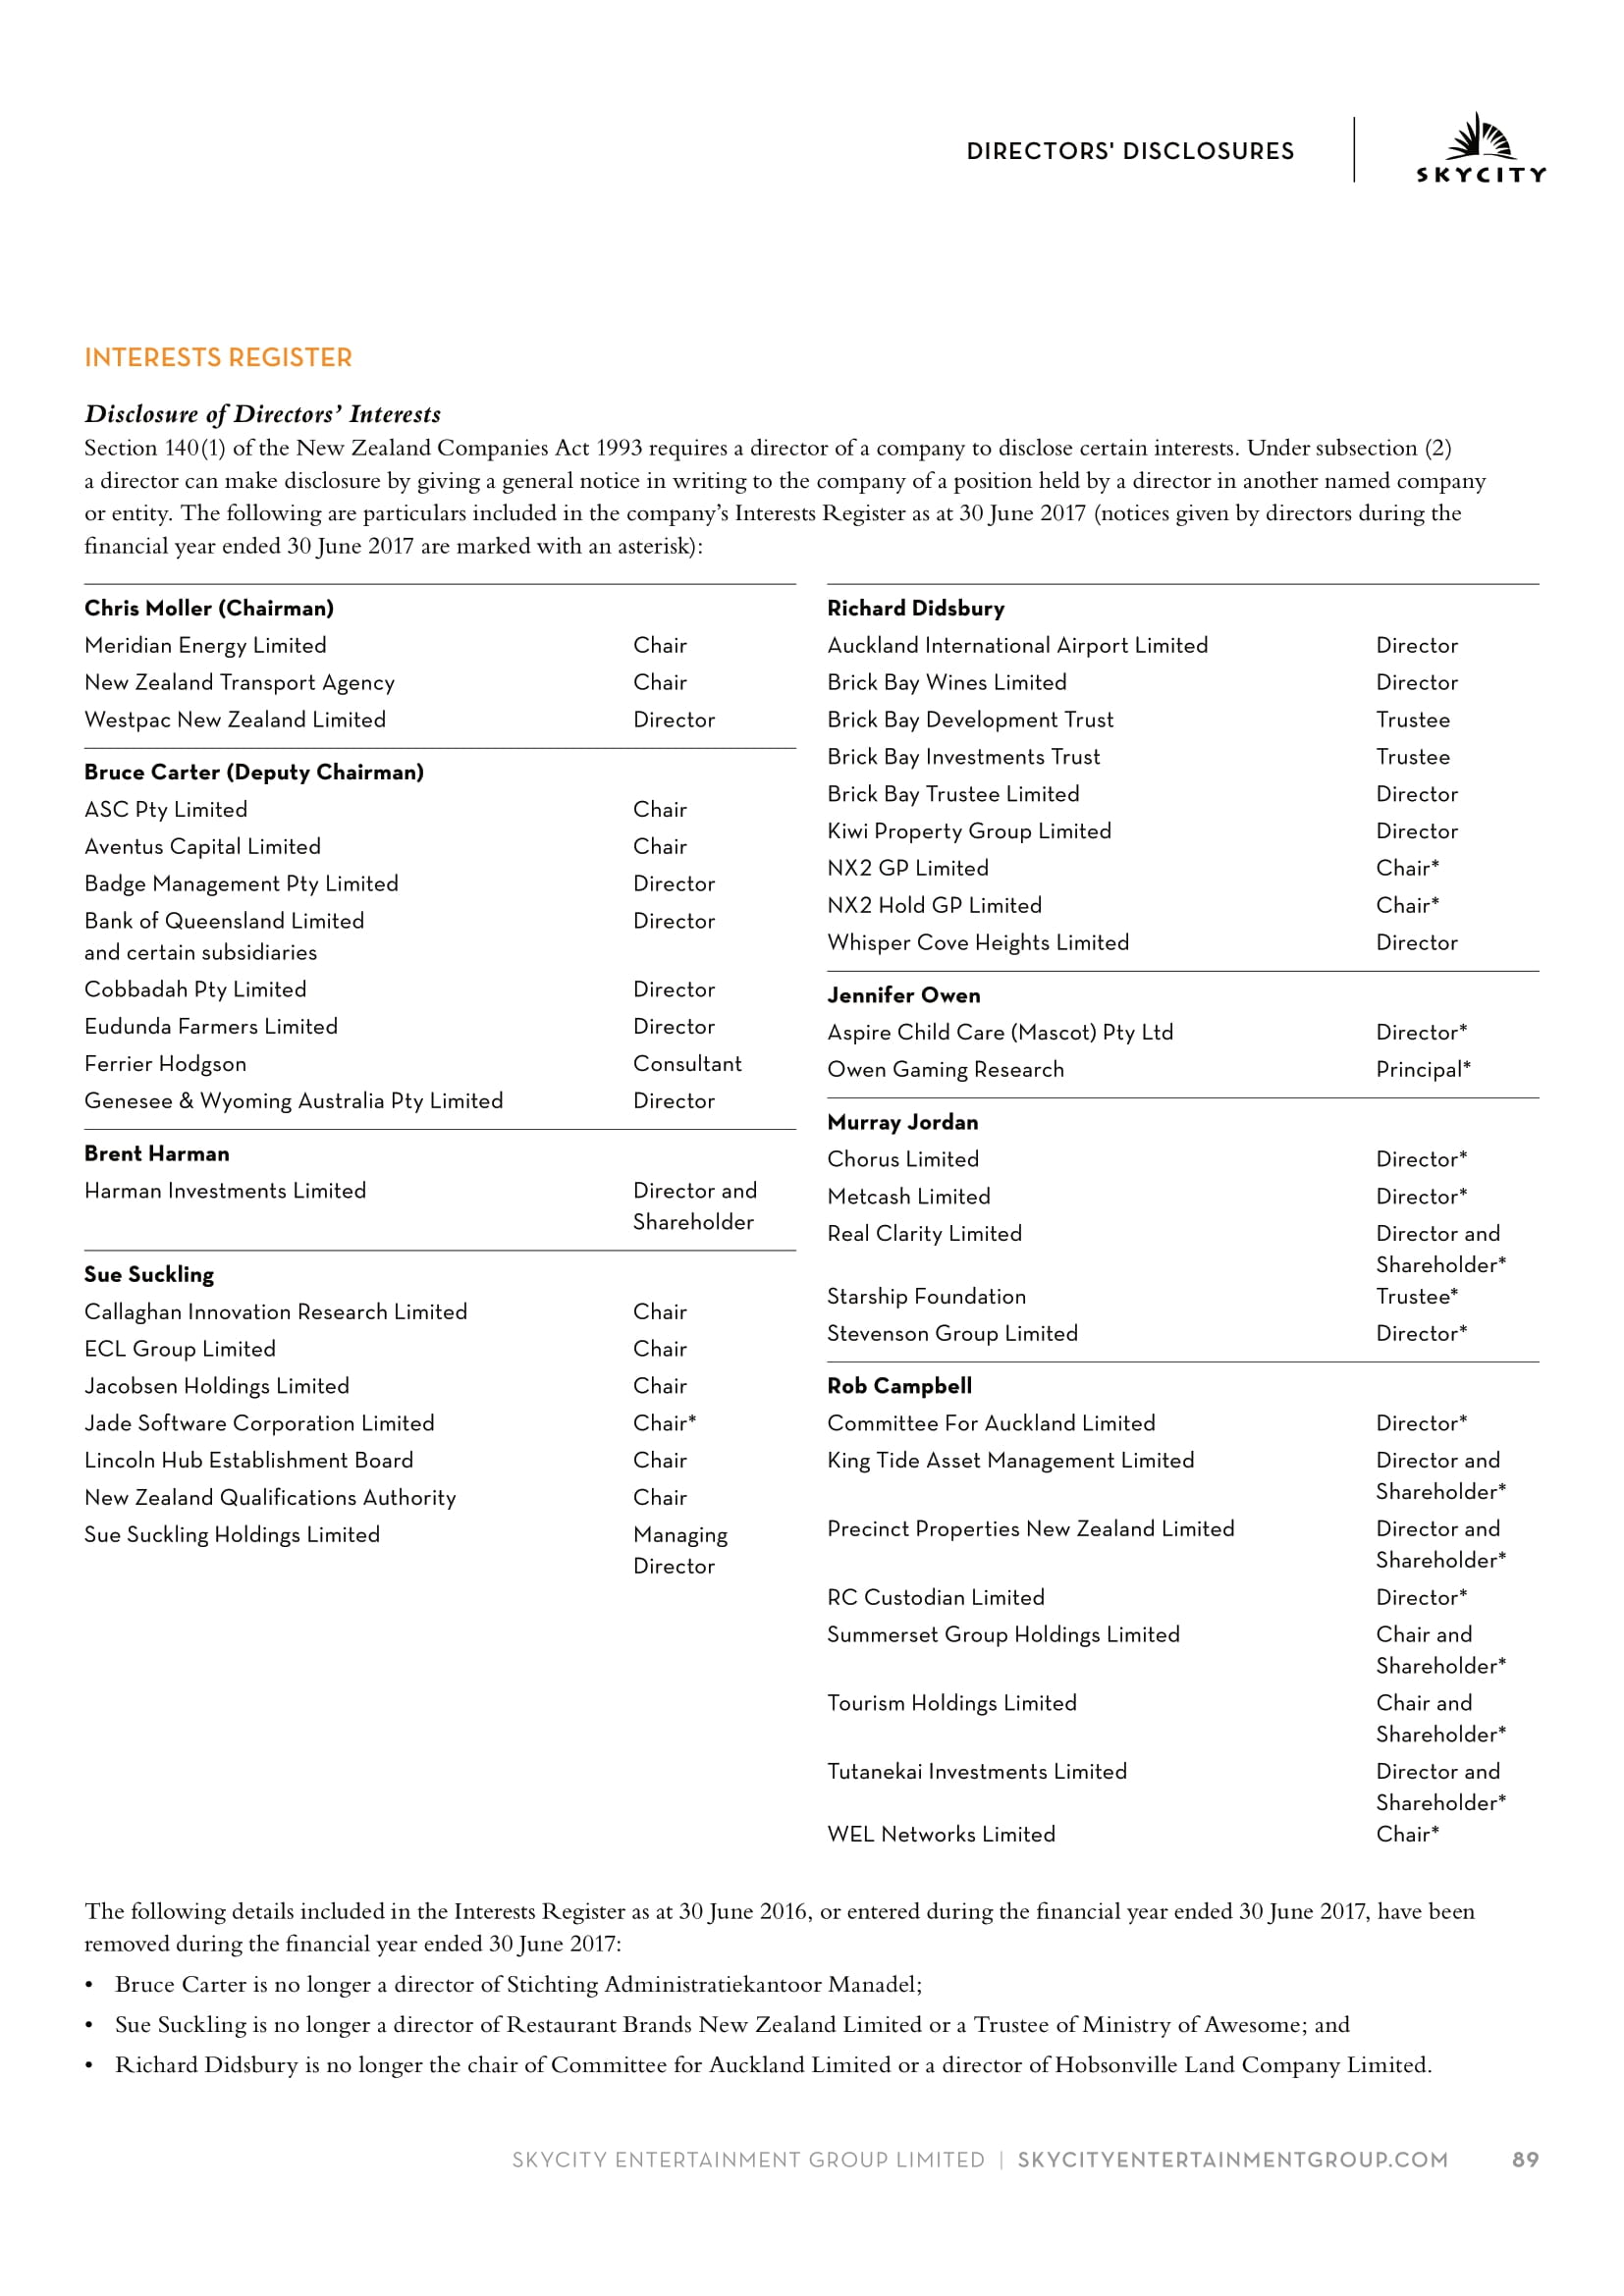 DIRECTORS' DISCLOSURES
SKYCITY
INTERESTS REGISTER
Disclosure of Directors’ Interests
Section 140(1) of the New Zealand Companies Act 1993 requires a director of a company to disclose certain interests. Under subsection (2)
a director can make disclosure by giving a general notice in writing to the company of a position held by a director in another named company
or entity. The following are particulars included in the company’s Interests Register as at 30 June 2017 (notices given by directors during the
financial year ended 30 June 2017 are marked with an asterisk):
Chris Moller (Chairman)
Meridian Energy Limited Chair
New Zealand Transport Agency Chair
Westpac New Zealand Limited Director
Bruce Carter (Deputy Chairman)
ASC Pty Limited Chair
Aventus Capital Limited Chair
Badge Management Pty Limited Director
Bank of Queensland Limited Director
and certain subsidiaries
Cobbadah Pty Limited Director
Eudunda Farmers Limited Director
Ferrier Hodgson Consultant
Genesee & Wyoming Australia Pty Limited Director
Brent Harman
Harman Investments Limited Director and
Shareholder
Sue Suckling
Callaghan Innovation Research Limited Chair
ECL Group Limited Chair
Jacobsen Holdings Limited Chair
Jade Software Corporation Limited Chair*
Lincoln Hub Establishment Board Chair
New Zealand Qualifications Authority Chair
Sue Suckling Holdings Limited Managing
Director
Richard Didsbury
Auckland International Airport Limited Director
Brick Bay Wines Limited Director
Brick Bay Development Trust Trustee
Brick Bay Investments Trust Trustee
Brick Bay Trustee Limited Director
Kiwi Property Group Limited Director
NX2 GP Limited Chair*
NX2 Hold GP Limited Chair*
Whisper Cove Heights Limited Director
Jennifer Owen
Aspire Child Care (Mascot) Pty Ltd Director*
Owen Gaming Research Principal*
Murray Jordan
Chorus Limited Director*
Metcash Limited Director*
Real Clarity Limited Director and
Shareholder*
Starship Foundation Trustee*
Stevenson Group Limited Director*
Rob Campbell
Committee For Auckland Limited Director*
King Tide Asset Management Limited Director and
Shareholder*
Precinct Properties New Zealand Limited Director and
Shareholder*
RC Custodian Limited Director*
Summerset Group Holdings Limited Chair and
Shareholder*
Tourism Holdings Limited Chair and
Shareholder*
Tutanekai Investments Limited Director and
Shareholder*
WEL Networks Limited Chair*
The following details included in the Interests Register as at 30 June 2016, or entered during the financial year ended 30 June 2017, have been
removed during the financial year ended 30 June 2017:
• Bruce Carter is no longer a director of Stichting Administratiekantoor Manadel;
• Sue Suckling is no longer a director of Restaurant Brands New Zealand Limited or a Trustee of Ministry of Awesome; and
• Richard Didsbury is no longer the chair of Committee for Auckland Limited or a director of Hobsonville Land Company Limited.
SKYCITY ENTERTAINMENT GROUP LIMITED | SKYCITYENTERTAINMENTGROUP.COM 89